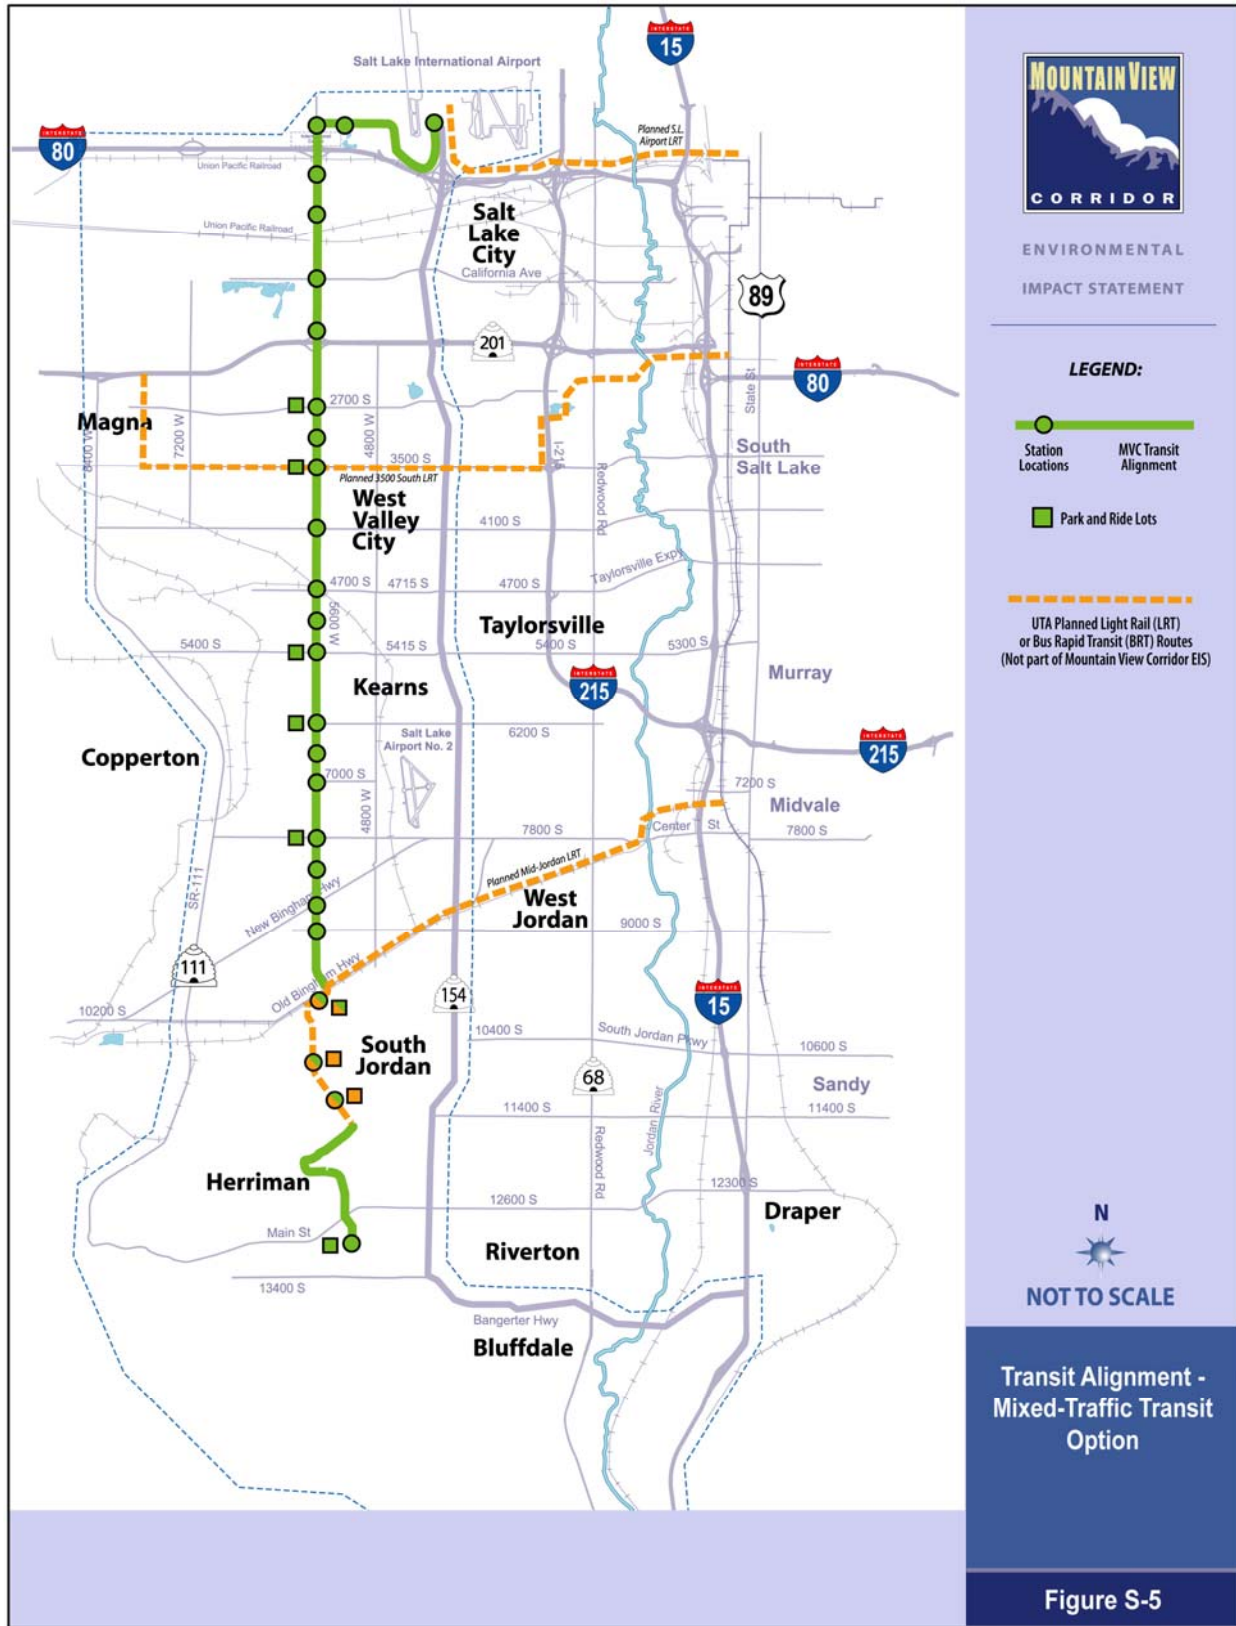 Salt Lake International Airport
INTERSTATE
15
INTERSTATE
80
Planned S.L.
Airport LRT
Union Pacific Railroad
Union Pacific Railroad
Salt
Lake
City
California Ave
89
201
INTERSTATE
80
State St
2700 S
Magna
8400 W
7200 W
4800 W
3500 S
Planned 3500 South LRT
I-215
Redwood Rd
South
Salt Lake
West
Valley
City
4100 S
4700 S
4715 S
4700 S
Taylorsville Expy
5600 W
Taylorsville
5400 S
5415 S
5400 S
5300 S
Murray
Kearns
INTERSTATE
215
Salt Lake
Airport No. 2
6200 S
INTERSTATE
215
Copperton
7000 S
7200 S
Midvale
4800 W
7800 S
Center St
7800 S
Planned Mid-Jordan LRT
SR-111
New Bingham Hwy
West
Jordan
9000 S
111
Old Bingham Hwy
154
INTERSTATE
15
10200 S
South
Jordan
10400 S
South Jordan Pkwy
10600 S
68
Sandy
11400 S
11400 S
Jordan River
Redwood Rd
Herriman
12600 S
12300 S
Draper
Main St
Riverton
13400 S
Bangerter Hwy
Bluffdale
MOUNTAIN VIEW
CORRIDOR
ENVIRONMENTAL
IMPACT STATEMENT
LEGEND:
Station
Locations
MVC Transit
Alignment
Park and Ride Lots
UTA Planned Light Rail (LRT)
or Bus Rapid Transit (BRT) Routes
(Not part of Mountain View Corridor EIS)
N
NOT TO SCALE
Transit Alignment -
Mixed-Traffic Transit
Option
Figure S-5